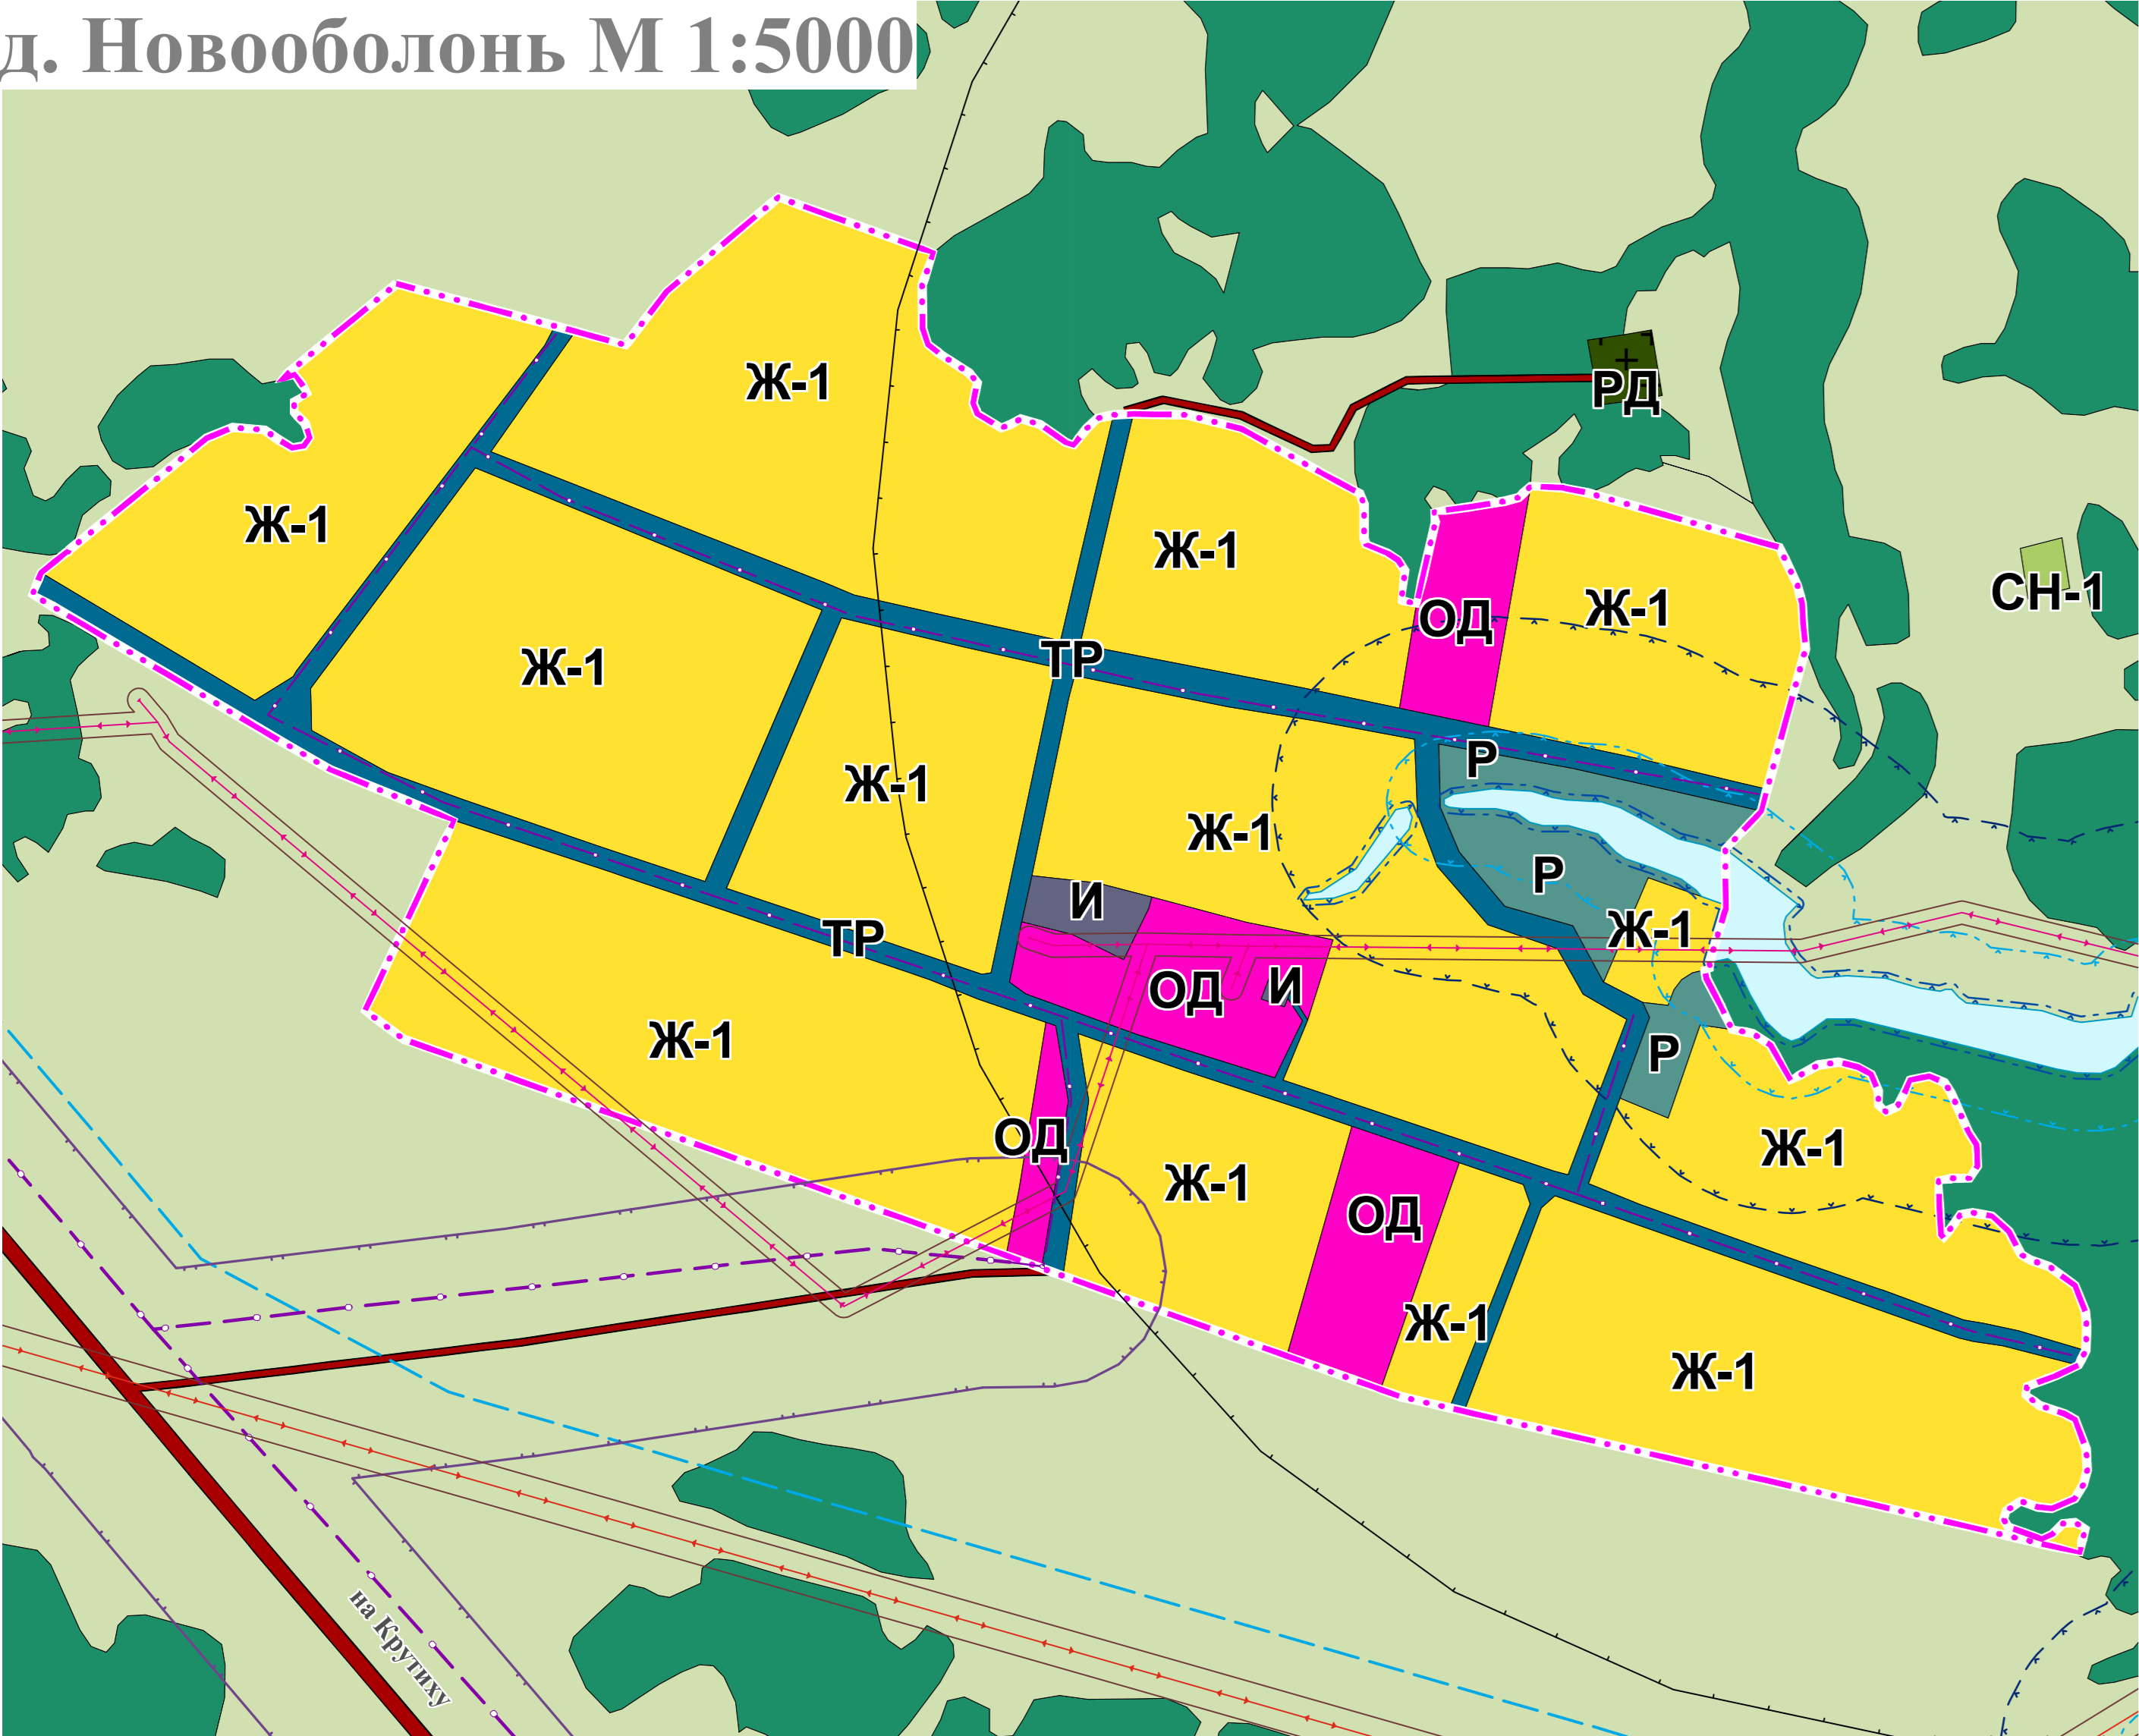 д. Новооболонь М 1:5000
Ж-1
РД
Ж-1
Ж-1
СН-1
Ж-1
ОД
Ж-1
Ж-1
ТР
Р
Ж-1
Ж-1
Р
И
Ж-1
ТР
ОД
И
Ж-1
Р
ОД
Ж-1
Ж-1
ОД
Ж-1
Ж-1
на Крутиху